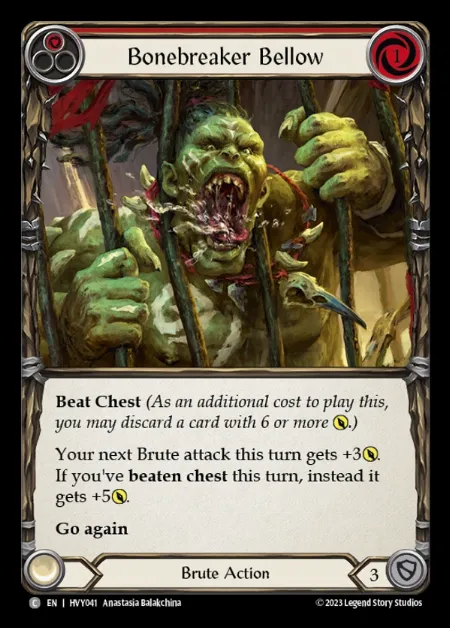 Bonebreaker Bellow
1
Beat Chest (As an additional cost to play this,
you may discard a card with 6 or more .)
Your next Brute attack this turn gets +3.
If you've beaten chest this turn, instead it
gets +5.
Go again
Brute Action
3
C EN | HVY041 Anastasia Balakchina
© 2023 Legend Story Studios